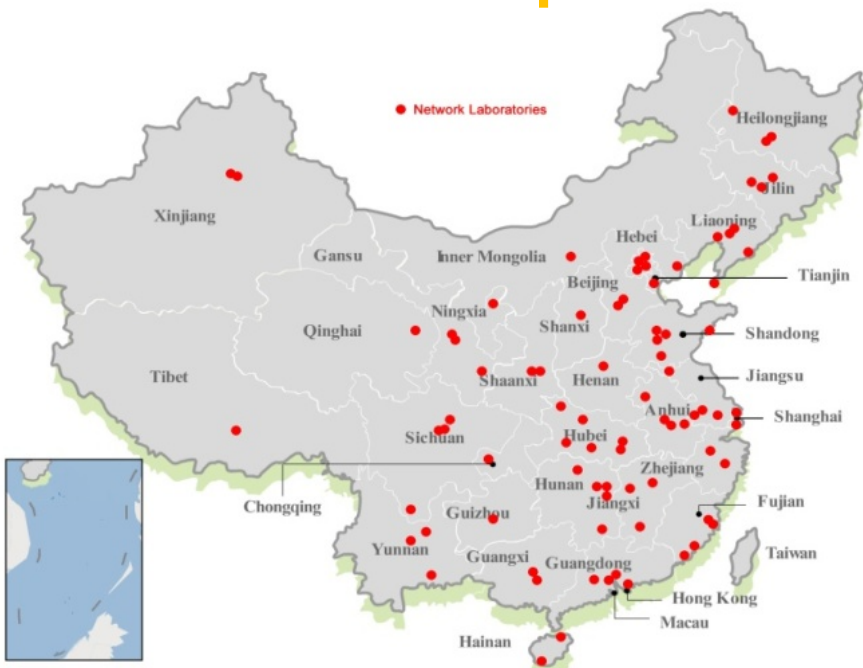 Network Laboratories
Heilongjiang
Jilin
Xinjiang
Liaoning
Hebei
Gansu
Inner Mongolia
Tianjin
Beijing
Ningxia
Qinghai
Shanxi
Shandong
Tibet
Shaanxi
Henan
Jiangsu
Anhui
Shanghai
Sichuan
Hubei
Zhejiang
Hunan
Chongqing
Jiangxi
Fujian
Guizhou
Yunnan
Guangxi
Guangdong
Taiwan
Hong Kong
Macau
Hainan